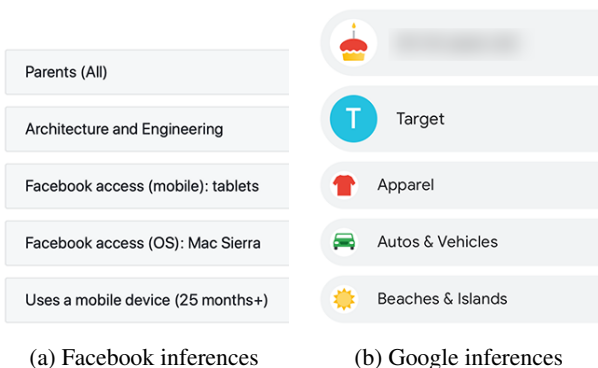 Parents (All)
Architecture and Engineering
Facebook access (mobile): tablets
Facebook access (OS): Mac Sierra
Uses a mobile device (25 months+)
(a) Facebook inferences
T
Target
Apparel
Autos & Vehicles
Beaches & Islands
(b) Google inferences